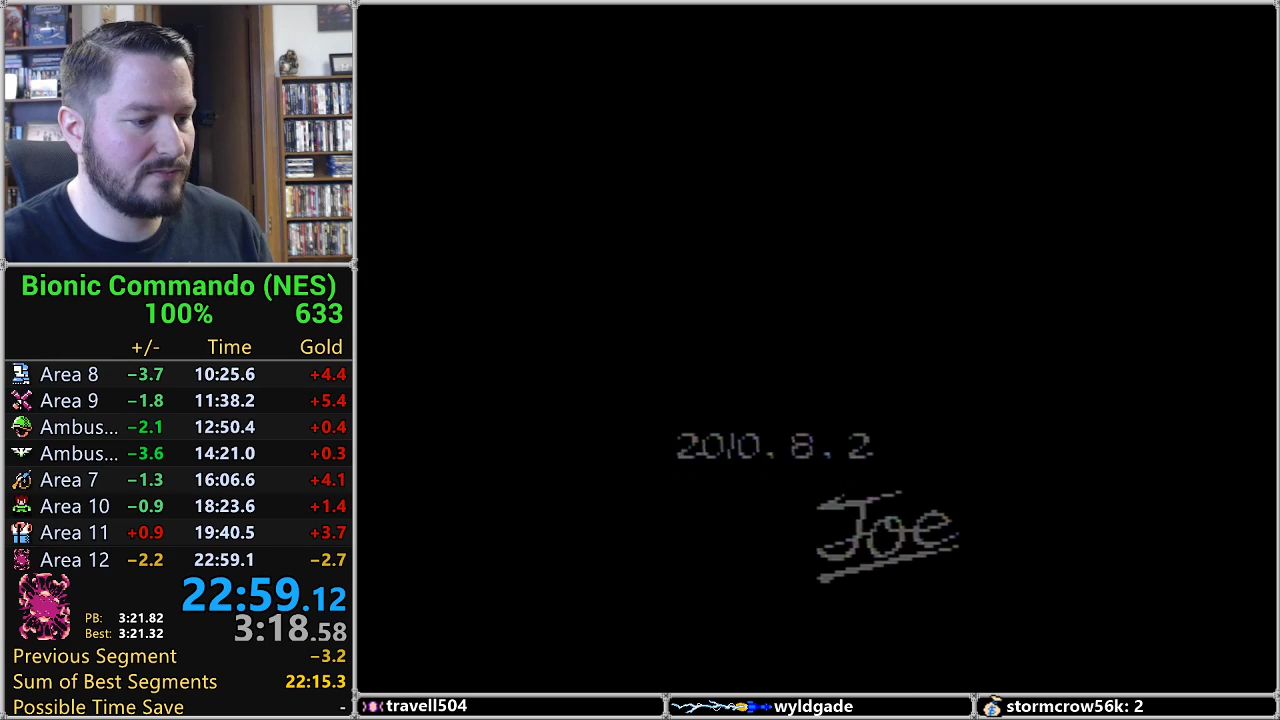 Bionic Commando (NES)
100% 633
+/- Time Gold
Area 8 −3.7 10:25.6 +4.4
Area 9 −1.8 11:38.2 +5.4
Ambus... −2.1 12:50.4 +0.4
Ambus... −3.6 14:21.0 +0.3
Area 7 −1.3 16:06.6 +4.1
Area 10 −0.9 18:23.6 +1.4
Area 11 +0.9 19:40.5 +3.7
Area 12 −2.2 22:59.1 −2.7
22:59.12
PB: 3:21.82
Best: 3:21.32
3:18.58
Previous Segment −3.2
Sum of Best Segments 22:15.3
Possible Time Save -
2010. 8. 2
Joe
travell504
wyldgade
stormcrow56k: 2